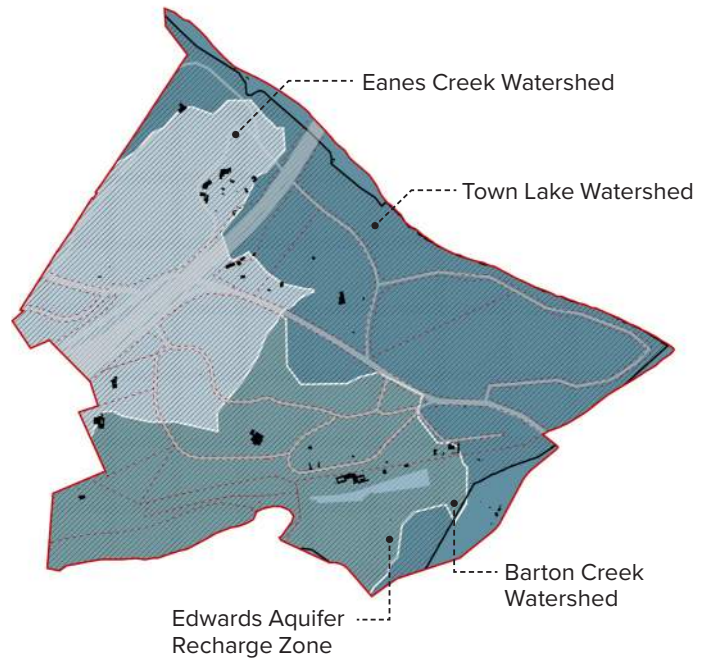 Eanes Creek Watershed
Town Lake Watershed
Barton Creek
Watershed
Edwards Aquifer
Recharge Zone